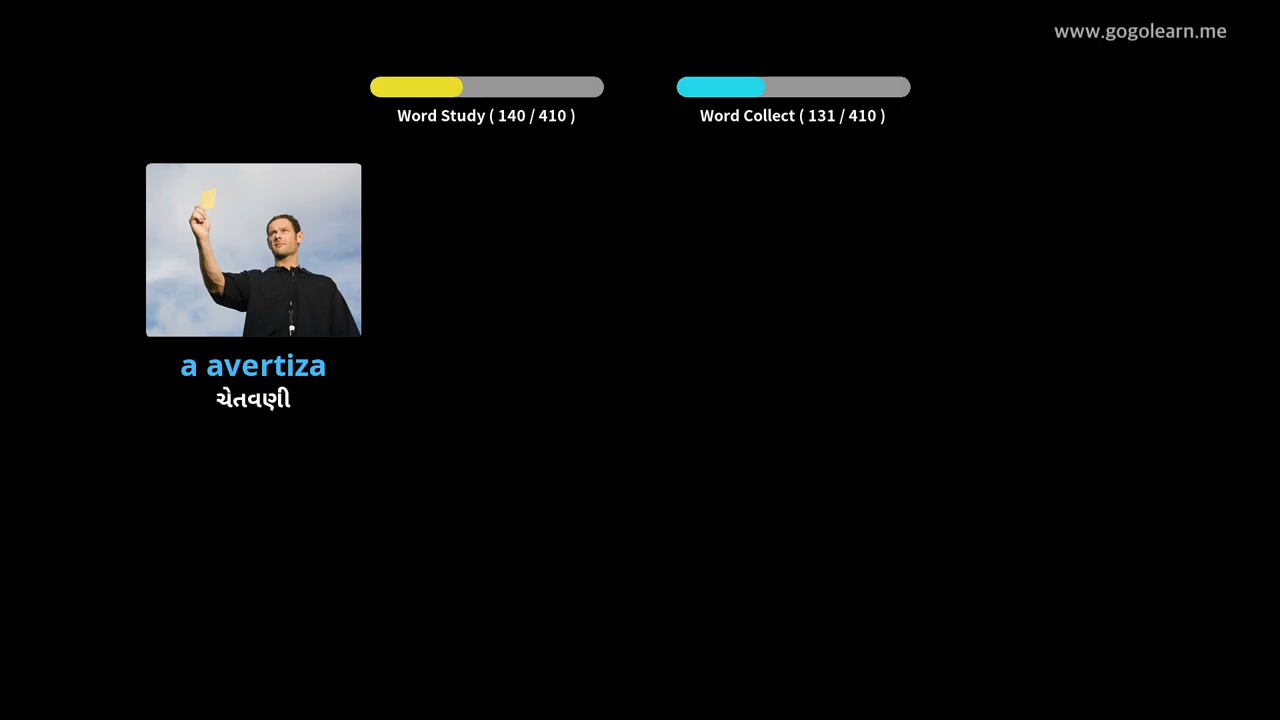 www.gogolearn.me
Word Study ( 140 / 410 )
Word Collect ( 131 / 410 )
a avertiza
ચેતવણી